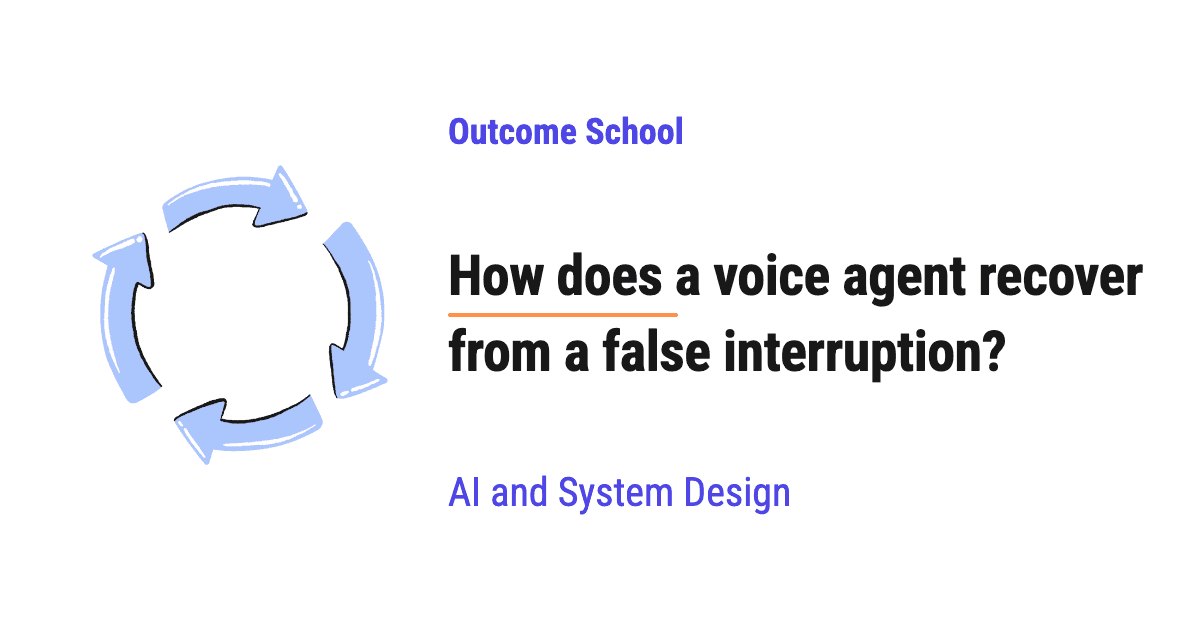 Outcome School
How does a voice agent recover
from a false interruption?
AI and System Design